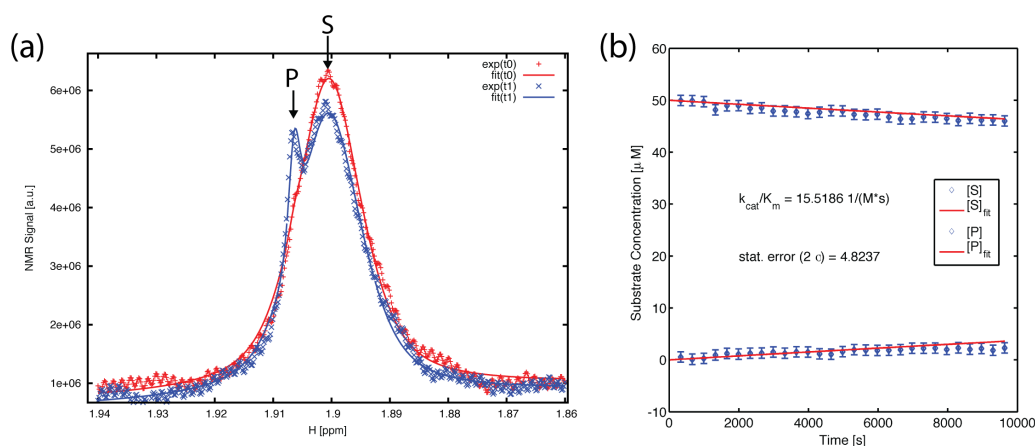 (a)
S
P
exp(t0)
fit(t0)
exp(t1)
fit(t1)
6e+06
5e+06
4e+06
3e+06
2e+06
1e+06
NMR Signal [a.u.]
1.94
1.93
1.92
1.91
1.9
1.89
1.88
1.87
1.86
H [ppm]
(b)
60
50
40
30
20
10
0
-10
Substrate Concentration [μ M]
k_cat/K_m = 15.5186 1/(M*s)
stat. error (2 σ) = 4.8237
[S]
[S]_fit
[P]
[P]_fit
0
2000
4000
6000
8000
10000
Time [s]